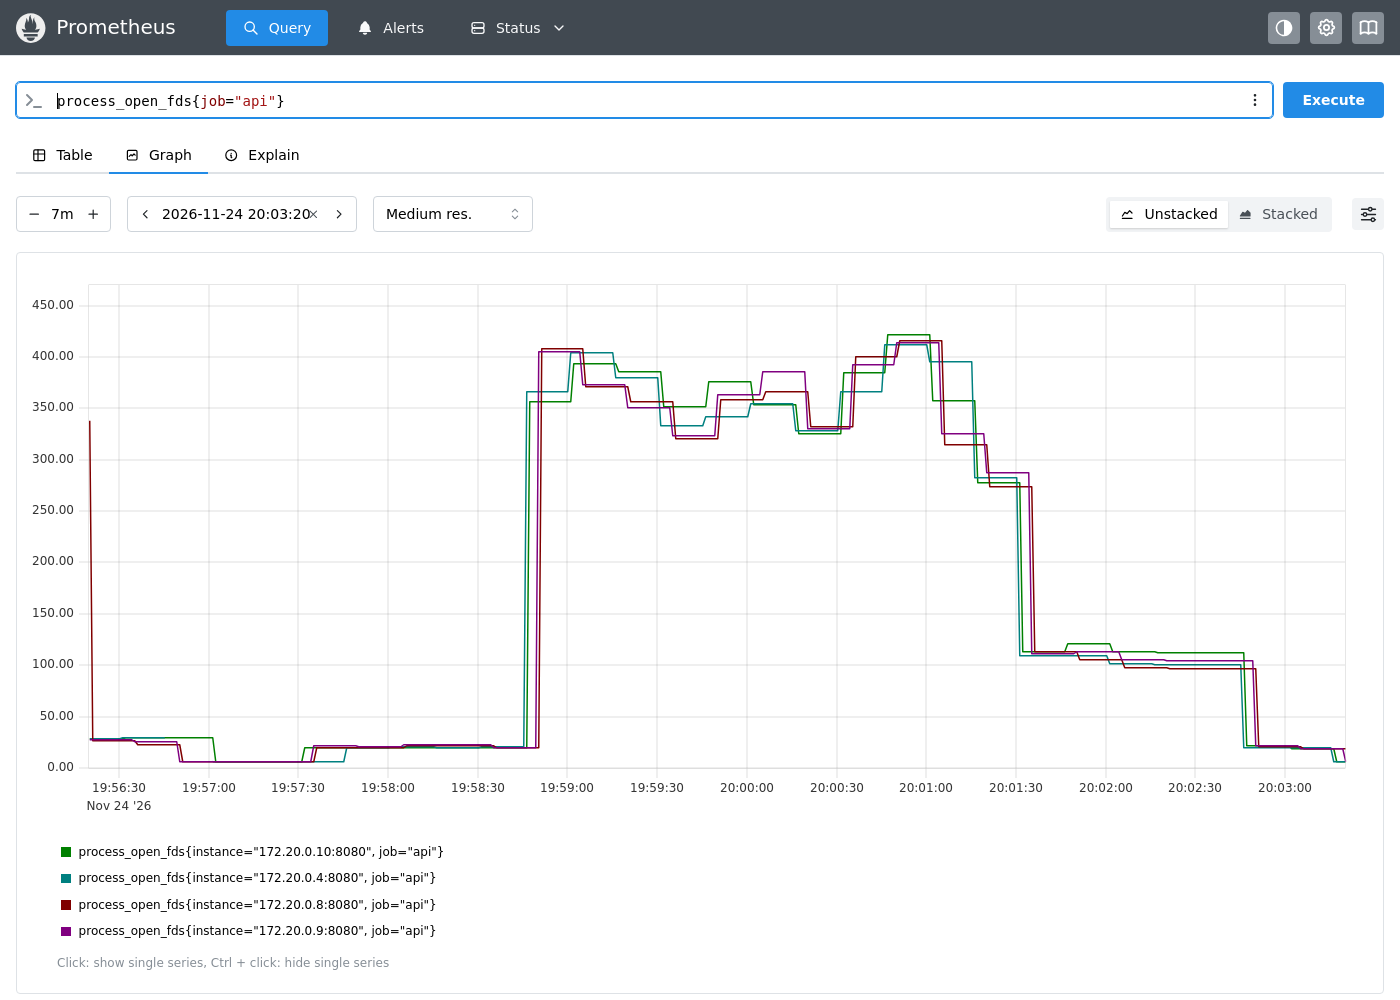 Prometheus
Query
Alerts
Status
process_open_fds{job="api"}
Execute
Table
Graph
Explain
7m
2026-11-24 20:03:20
Medium res.
Unstacked
Stacked
450.00
400.00
350.00
300.00
250.00
200.00
150.00
100.00
50.00
0.00
19:56:30 19:57:00 19:57:30 19:58:00 19:58:30 19:59:00 19:59:30 20:00:00 20:00:30 20:01:00 20:01:30 20:02:00 20:02:30 20:03:00
Nov 24 '26
process_open_fds{instance="172.20.0.10:8080", job="api"}
process_open_fds{instance="172.20.0.4:8080", job="api"}
process_open_fds{instance="172.20.0.8:8080", job="api"}
process_open_fds{instance="172.20.0.9:8080", job="api"}
Click: show single series, Ctrl + click: hide single series